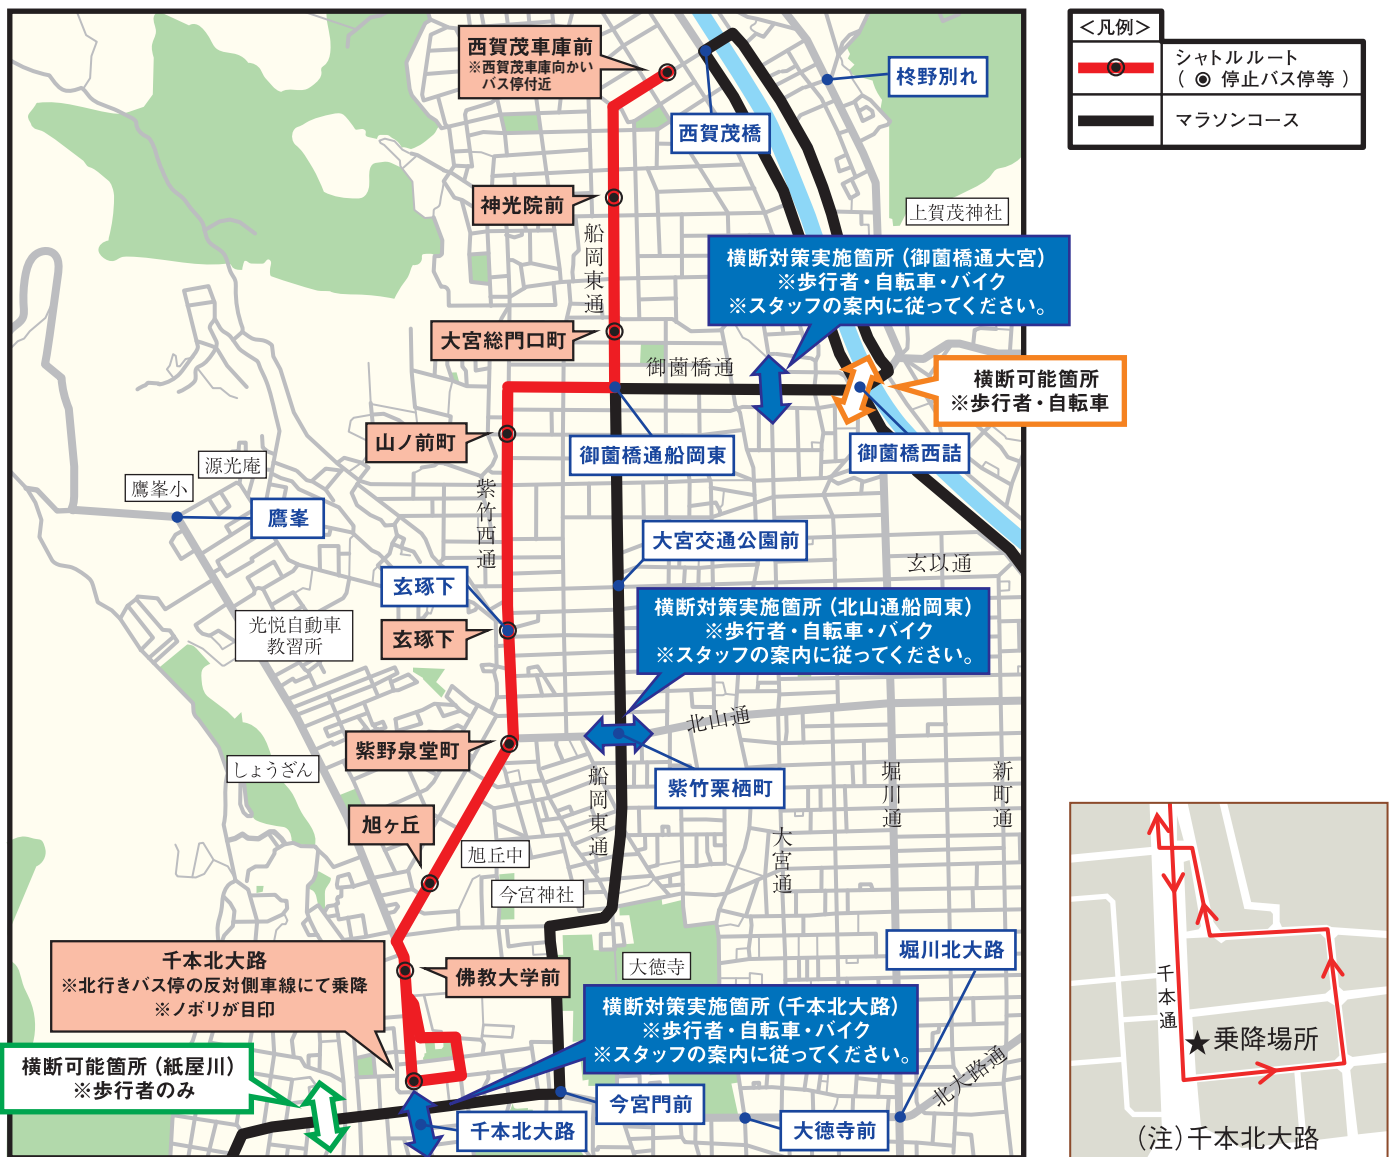 <凡例>
シャトルルート
（ ◉ 停止バス停等 ）
マラソンコース
西賀茂車庫前
※西賀茂車庫向かい
バス停付近
柊野別れ
西賀茂橋
神光院前
上賀茂神社
船岡東通
横断対策実施箇所（御薗橋通大宮）
※歩行者・自転車・バイク
※スタッフの案内に従ってください。
大宮総門口町
御薗橋通
横断可能箇所
※歩行者・自転車
山ノ前町
御薗橋通船岡東
御薗橋西詰
源光庵
鷹峯小
鷹峯
紫竹西通
大宮交通公園前
玄以通
玄琢下
玄琢下
横断対策実施箇所（北山通船岡東）
※歩行者・自転車・バイク
※スタッフの案内に従ってください。
光悦自動車
教習所
北山通
紫野泉堂町
しょうざん
紫竹栗栖町
船岡東通
堀川通
新町通
旭ヶ丘
旭丘中
大宮通
今宮神社
千本北大路
※北行きバス停の反対側車線にて乗降
※ノボリが目印
佛教大学前
大徳寺
堀川北大路
横断対策実施箇所（千本北大路）
※歩行者・自転車・バイク
※スタッフの案内に従ってください。
横断可能箇所（紙屋川）
※歩行者のみ
北大路通
今宮門前
千本北大路
大徳寺前
千本通
★乗降場所
（注）千本北大路